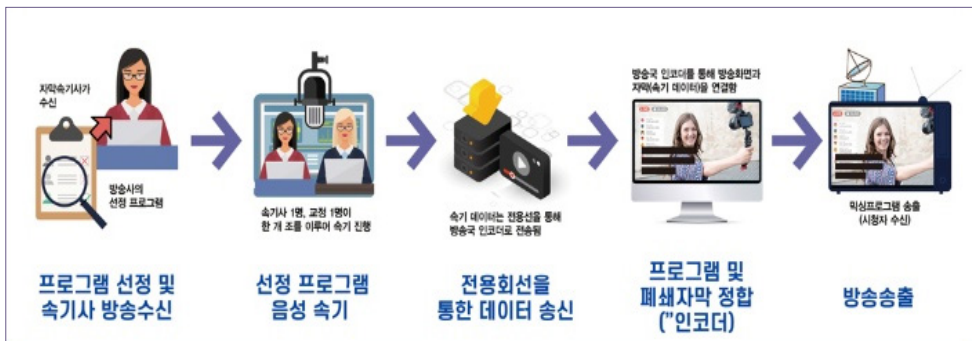 자막속기사가
수신
방송사의
선정 프로그램
프로그램 선정 및
속기사 방송수신
속기사 1명, 교정 1명이
한 개 조를 이루어 속기 진행
선정 프로그램
음성 속기
속기 데이터는 전용선을 통해
방송국 인코더로 전송됨
전용회선을
통한 데이터 송신
방송국 인코더를 통해 방송화면과
자막(속기 데이터)을 연결함
프로그램 및
폐쇄자막 정합
("인코더)
믹싱프로그램 송출
(시청자 수신)
방송송출